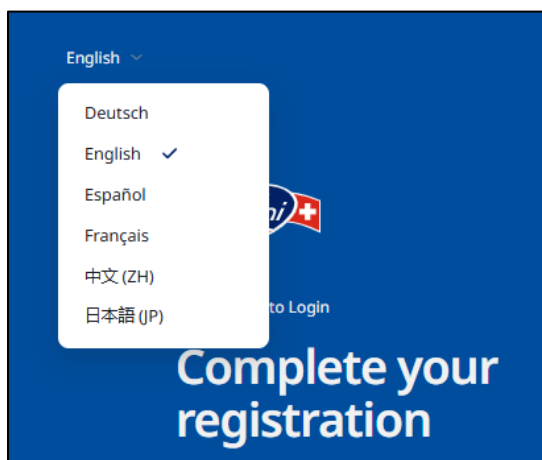 English
Deutsch
English
Español
Français
中文 (ZH)
日本語 (JP)
to Login
Complete your
registration